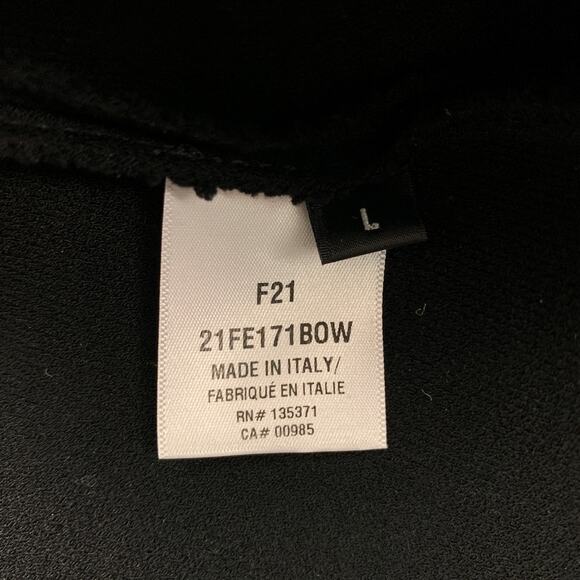 L
F21
21FE171BOW
MADE IN ITALY/
FABRIQUÉ EN ITALIE
RN# 135371
CA# 00985